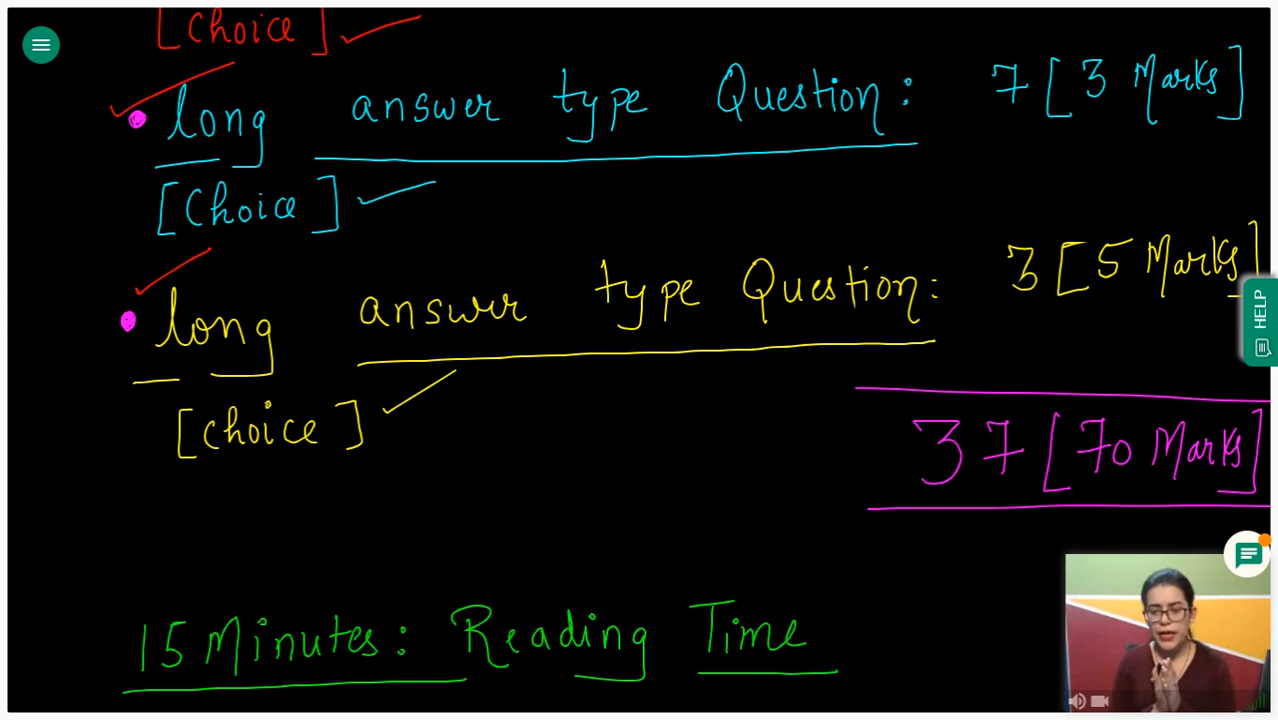 [Choice]
long answer type Question: 7 [3 Marks]
[Choice]
long answer type Question: 3 [5 Marks]
[choice]
37 [70 Marks]
15 Minutes: Reading Time
HELP